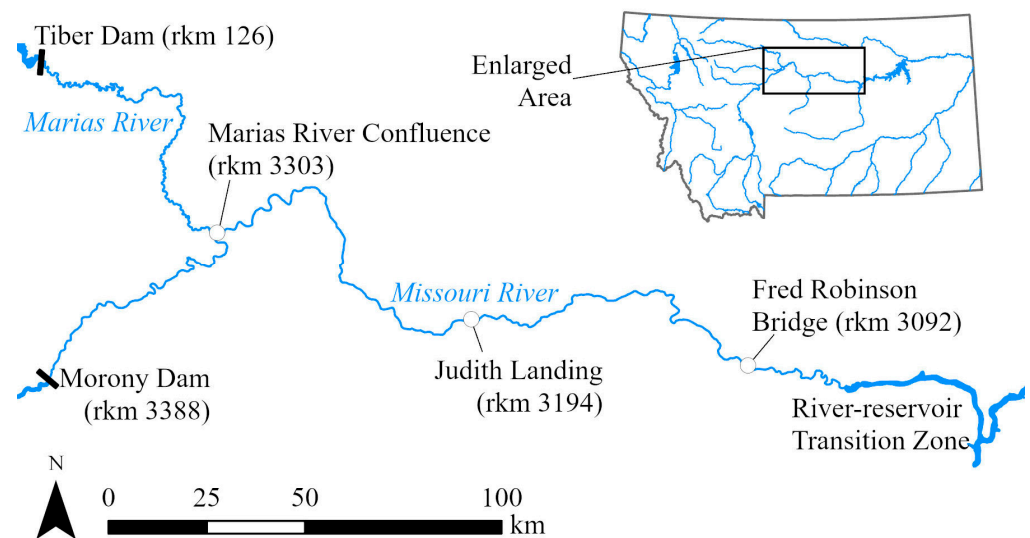 Tiber Dam (rkm 126)
Enlarged
Area
Marias River
Marias River Confluence
(rkm 3303)
Missouri River
Fred Robinson
Bridge (rkm 3092)
Judith Landing
(rkm 3194)
Morony Dam
(rkm 3388)
River-reservoir
Transition Zone
N
0 25 50 100
km